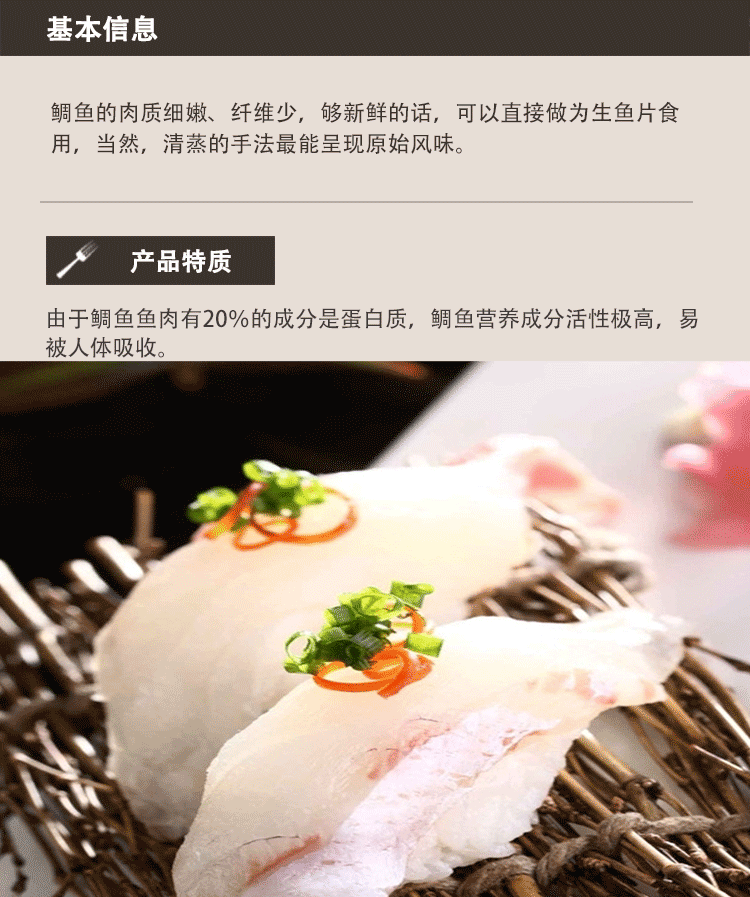 基本信息
鲷鱼的肉质细嫩、纤维少，够新鲜的话，可以直接做为生鱼片食
用，当然，清蒸的手法最能呈现原始风味。
产品特质
由于鲷鱼鱼肉有20%的成分是蛋白质，鲷鱼营养成分活性极高，易
被人体吸收。